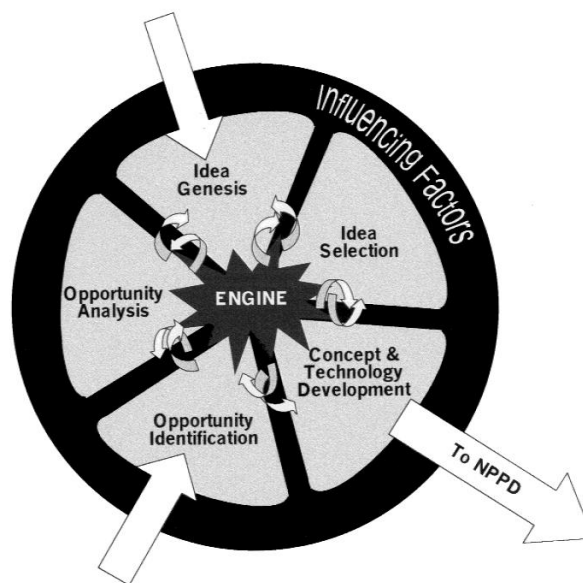 Influencing Factors
Idea
Genesis
Idea
Selection
Opportunity
Analysis
ENGINE
Concept &
Technology
Development
Opportunity
Identification
To NPPD